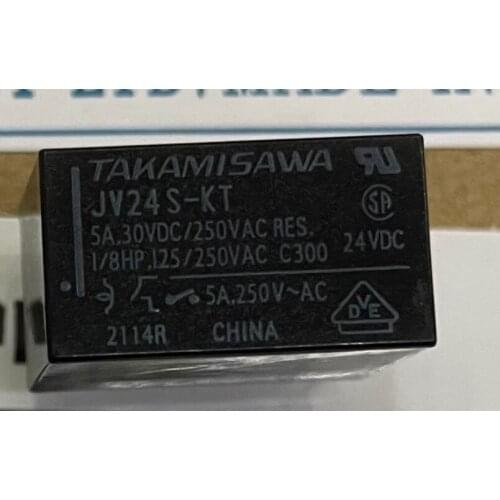 TAKAMISAWA
JV24S-KT
5A.30VDC/250VAC RES.
1/8HP.125/250VAC C300
24VDC
5A.250V~AC
2114R
CHINA